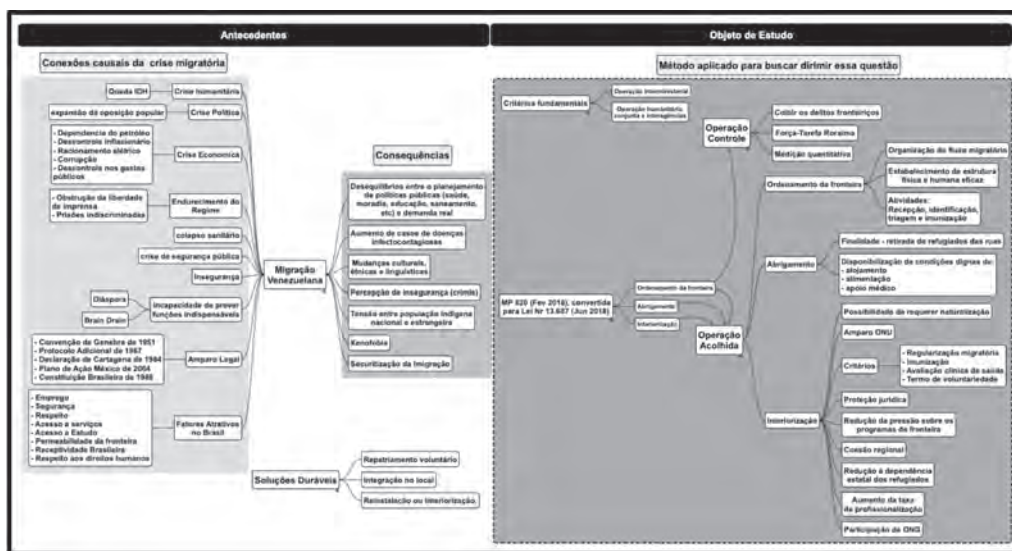 Antecedentes
Conexões causais da crise migratória
Queda IDH
Crise humanitária
expansão da oposição popular
Crise Política
- Dependencia do petróleo
- Descontrole inflacionário
- Racionamento elétrico
- Corrupção
- Descontrole nos gastos
públicos
Crise Economica
- Obstrução da liberdade
de imprensa
- Prisões indiscriminadas
Endurecimento do
Regime
colapso sanitário
crise de segurança pública
Insegurança
Diáspora
Brain Drain
incapacidade de prover
funções indispensáveis
- Convenção de Genebra de 1951
- Protocolo Adicional de 1967
- Declaração de Cartagena de 1984
- Plano de Ação México de 2004
- Constituição Brasileira de 1988
Amparo Legal
- Emprego
- Segurança
- Respeito
- Acesso a serviços
- Acesso a Estudo
- Permeabilidade da fronteira
- Receptividade Brasileira
- Respeito aos direitos humanos
Fatores Atrativos
no Brasil
Migração
Venezuelana
Consequências
Desequilíbrios entre o planejamento
de políticas públicas (saúde,
moradia, educação, saneamento,
etc) e demanda real
Aumento de casos de doenças
infectocontagiosas
Mudanças culturais,
étnicas e linguísticas
Percepção de insegurança (crimis)
Tensão entre população indígena
nacional e estrangeira
Xenofobia
Securitização da Imigração
Soluções Duráveis
Repatriamento voluntário
Integração no local
Reinstalação ou interiorização
Objeto de Estudo
Método aplicado para buscar dirimir essa questão
Critérios fundamentais
Operação interministerial
Operação humanitária
conjunta e interagências
Operação
Controle
Coibir os delitos fronteiriços
Força-Tarefa Roraima
Medição quantitativa
MP 820 (Fev 2018), convertida
para Lei Nr 13.687 (Jun 2018)
Ordenamento da fronteira
Abrigamento
Interiorização
Operação
Acolhida
Ordenamento da fronteira
Organização do fluxo migratório
Estabelecimento de estrutura
física e humana eficaz
Atividades:
Recepção, identificação,
triagem e imunização
Abrigamento
Finalidade - retirada de refugiados das ruas
Disponibilização de condições dignas de:
- alojamento
- alimentação
- apoio médico
Interiorização
Possibilidade de requerer naturalização
Amparo ONU
Critérios
- Regularização migratória
- Imunização
- Avaliação clínica de saúde
- Termo de voluntariedade
Proteção jurídica
Redução da pressão sobre os
programas de fronteira
Coesão regional
Redução à dependência
estatal dos refugiados
Aumento da taxa
de profissionalização
Participação de ONG